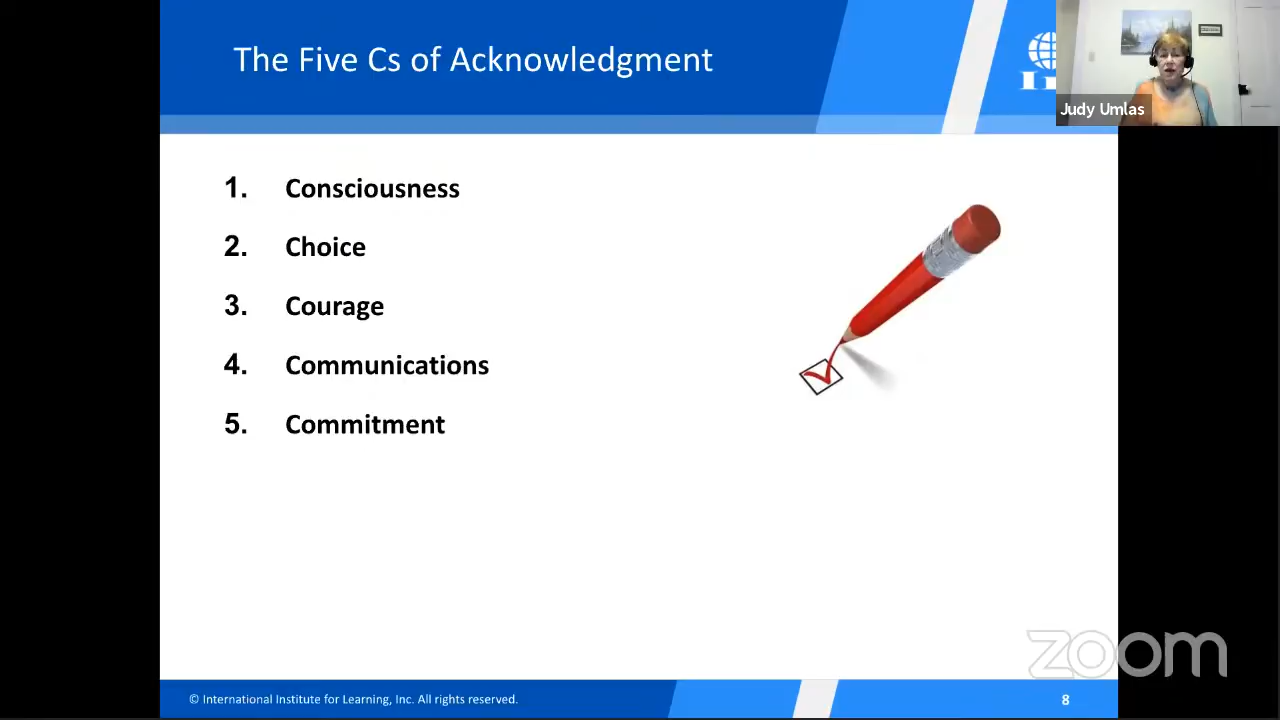 The Five Cs of Acknowledgment
Judy Umlas
1. Consciousness
2. Choice
3. Courage
4. Communications
5. Commitment
zoom
© International Institute for Learning, Inc. All rights reserved.
8